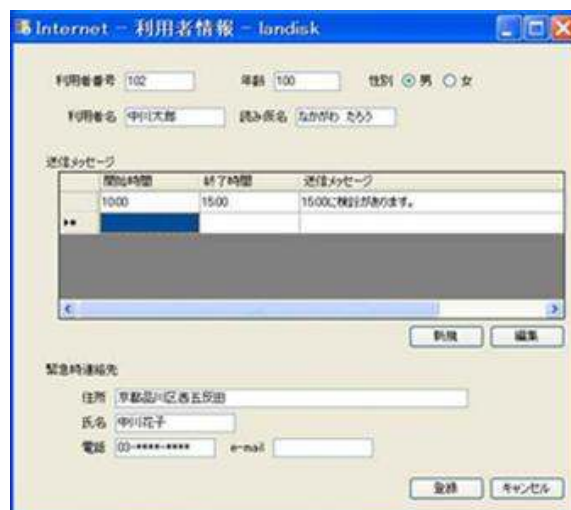 Internet - 利用者情報 - landisk
利用者番号 102 年齢 100 性別 男 女
利用者名 中川太郎 読み仮名 なかがわ たろう
送信メッセージ
開始時間 終了時間 送信メッセージ
10:00 15:00 15:00に検診があります。
新規 編集
緊急時連絡先
住所 京都品川区西五反田
氏名 中川花子
電話 03-****-**** e-mail
登録 キャンセル